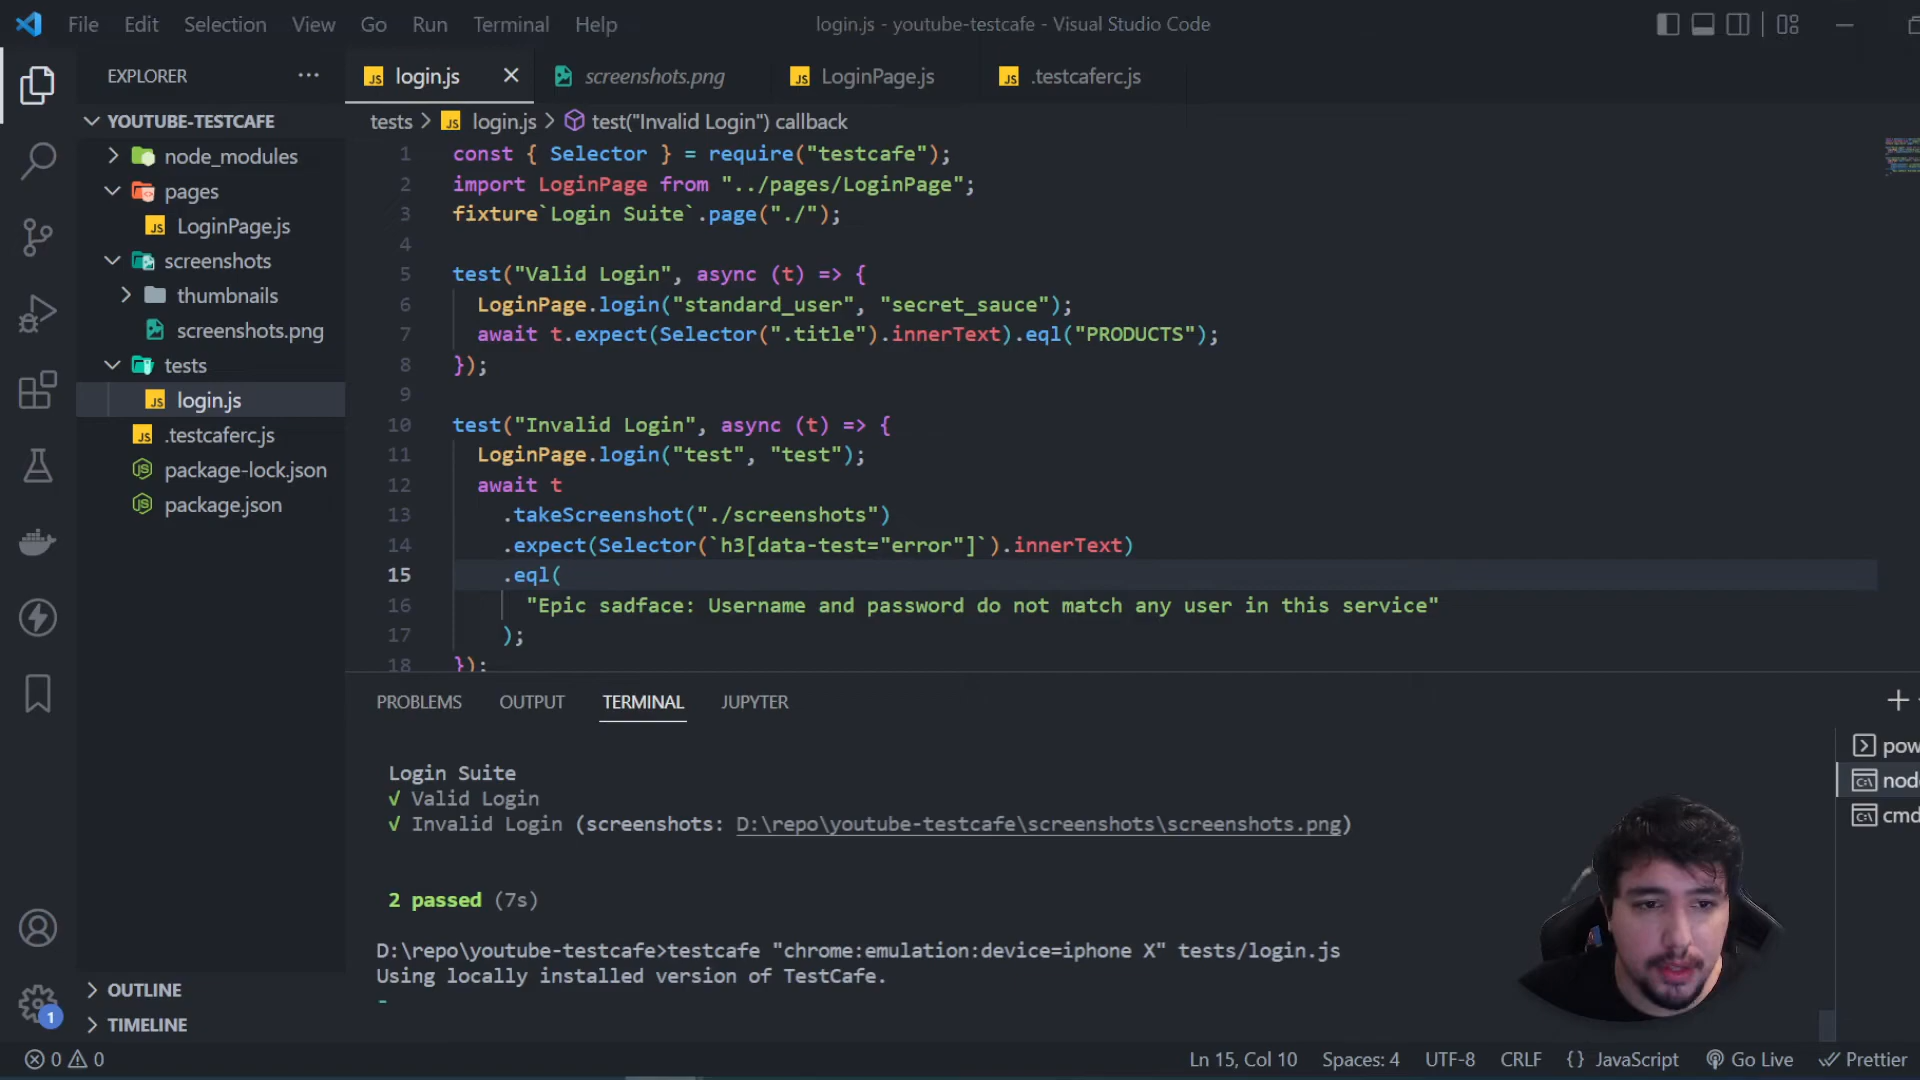 File Edit Selection View Go Run Terminal Help
login.js - youtube-testcafe - Visual Studio Code
EXPLORER
YOUTUBE-TESTCAFE
node_modules
pages
LoginPage.js
screenshots
thumbnails
screenshots.png
tests
login.js
.testcaferc.js
package-lock.json
package.json
OUTLINE
TIMELINE
login.js screenshots.png LoginPage.js .testcaferc.js
tests > login.js > test("Invalid Login") callback
1 const { Selector } = require("testcafe");
2 import LoginPage from "../pages/LoginPage";
3 fixture`Login Suite`.page("./");
4
5 test("Valid Login", async (t) => {
6 LoginPage.login("standard_user", "secret_sauce");
7 await t.expect(Selector(".title").innerText).eql("PRODUCTS");
8 });
9
10 test("Invalid Login", async (t) => {
11 LoginPage.login("test", "test");
12 await t
13 .takeScreenshot("./screenshots")
14 .expect(Selector(`h3[data-test="error"]`).innerText)
15 .eql(
16 "Epic sadface: Username and password do not match any user in this service"
17 );
18 });
PROBLEMS OUTPUT TERMINAL JUPYTER
Login Suite
√ Valid Login
√ Invalid Login (screenshots: D:\repo\youtube-testcafe\screenshots\screenshots.png)
2 passed (7s)
D:\repo\youtube-testcafe>testcafe "chrome:emulation:device=iphone X" tests/login.js
Using locally installed version of TestCafe.
pow
nod
cmd
1
0 0
Ln 15, Col 10 Spaces: 4 UTF-8 CRLF {} JavaScript Go Live Prettier